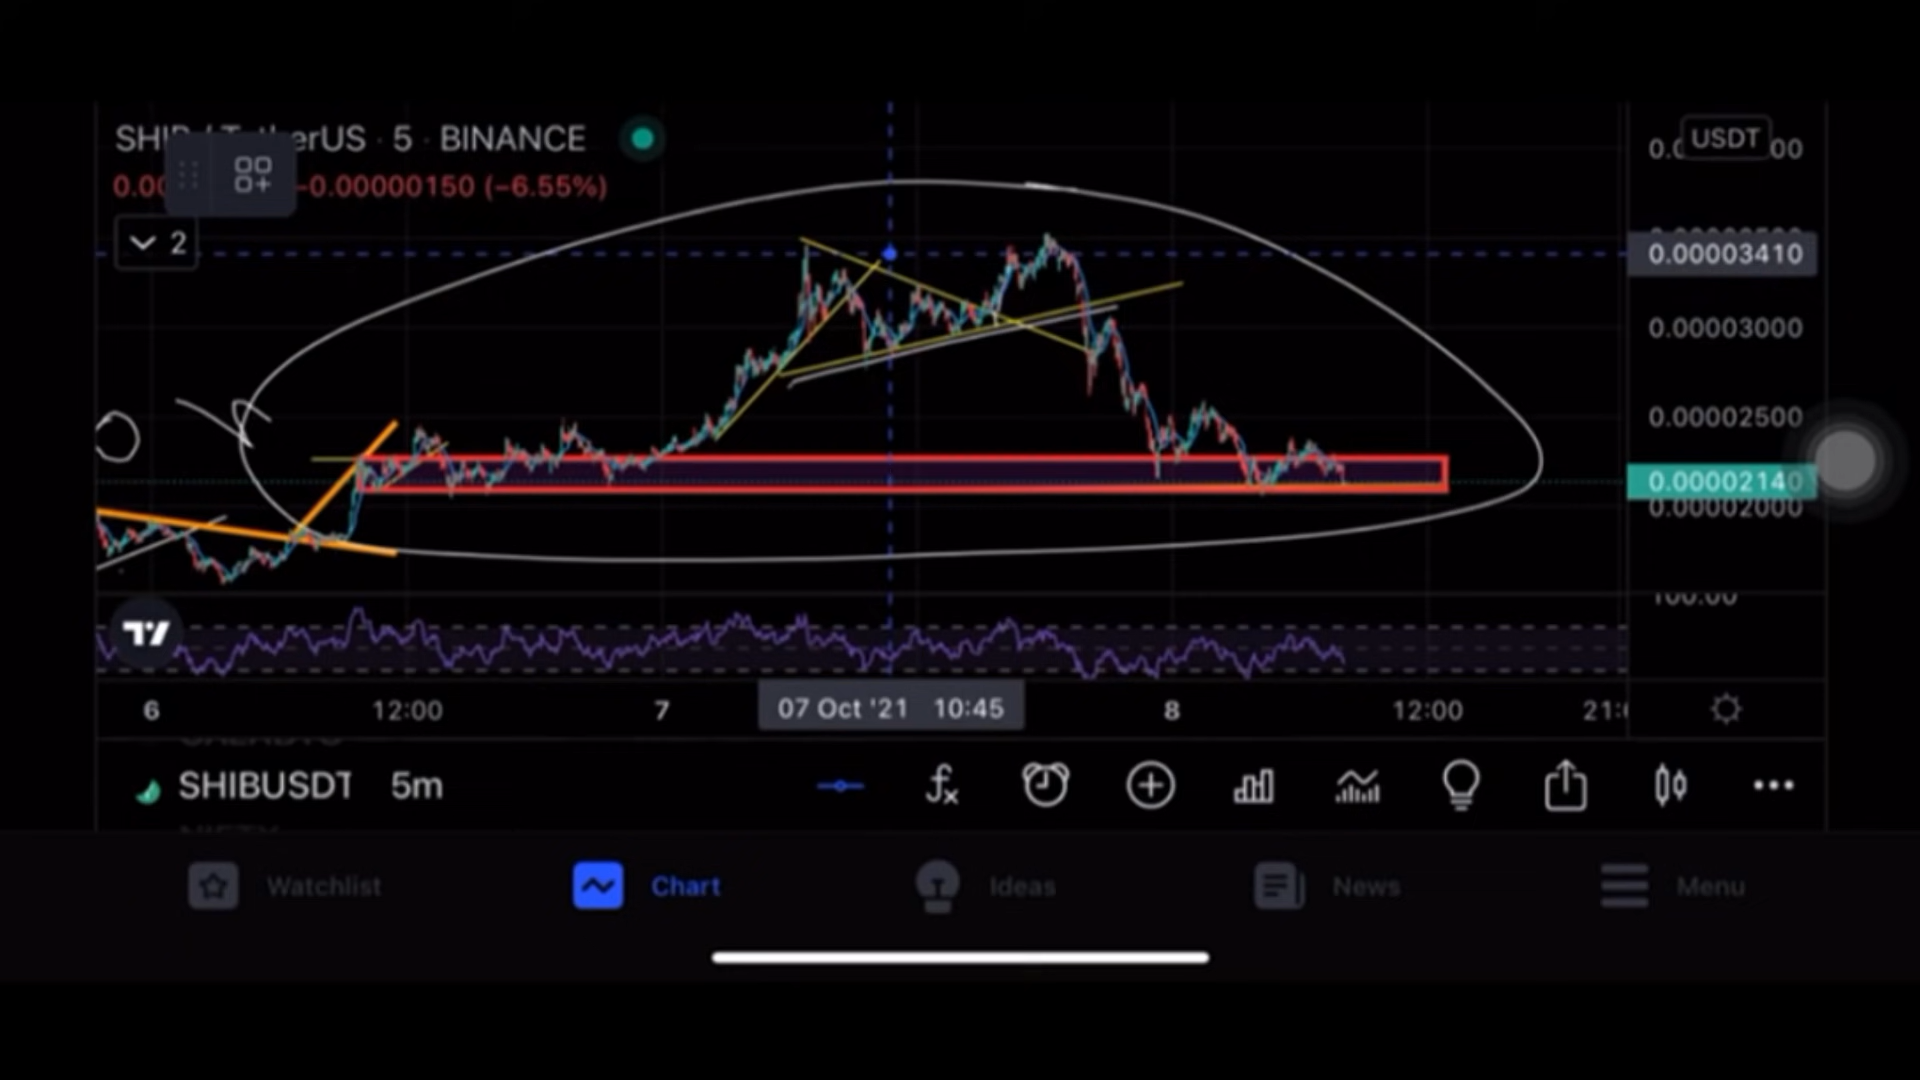 erUS · 5 · BINANCE
USDT
-0.00000150 (-6.55%)
2
0.00003410
0.00003000
0.00002500
0.00002140
0.00002000
100.00
6 12:00 7 07 Oct '21 10:45 8 12:00
SHIBUSDT 5m
Watchlist Chart Ideas News Menu